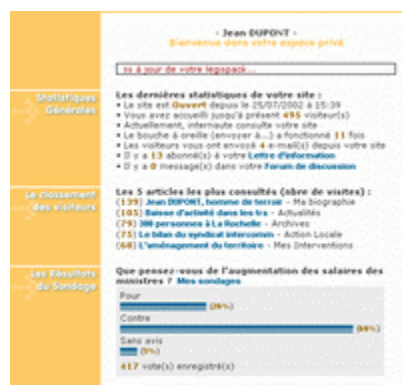 - Jean DUPONT -
Bienvenue dans votre espace privé
à jour de votre legispack...
Statistiques
Générales
Les dernières statistiques de votre site :
• Le site est Ouvert depuis le 25/07/2002 à 15:39
• Vous avez accueilli jusqu'à présent 495 visiteur(s)
• Actuellement, internaute consulte votre site
• Le bouche à oreille (envoyer à...) a fonctionné 11 fois
• Les visiteurs vous ont envoyé 4 e-mail(s) depuis votre site
• Il y a 13 abonné(s) à votre Lettre d'information
• Il y a 0 message(s) dans votre Forum de discussion
Le classement
des visiteurs
Les 5 articles les plus consultés (nbre de visites) :
(139) Jean DUPONT, homme de terroir - Ma biographie
(105) Baisse d'activité dans les tra - Actualités
(79) 300 personnes à La Rochelle - Archives
(75) Le bilan du syndicat intercomm - Action Locale
(60) L'aménagement du territoire - Mes Interventions
Les Résultats
du Sondage
Que pensez-vous de l'augmentation des salaires des
ministres ? Mes sondages
Pour
(26%)
Contre
(69%)
Sans avis
(5%)
417 vote(s) enregistré(s)